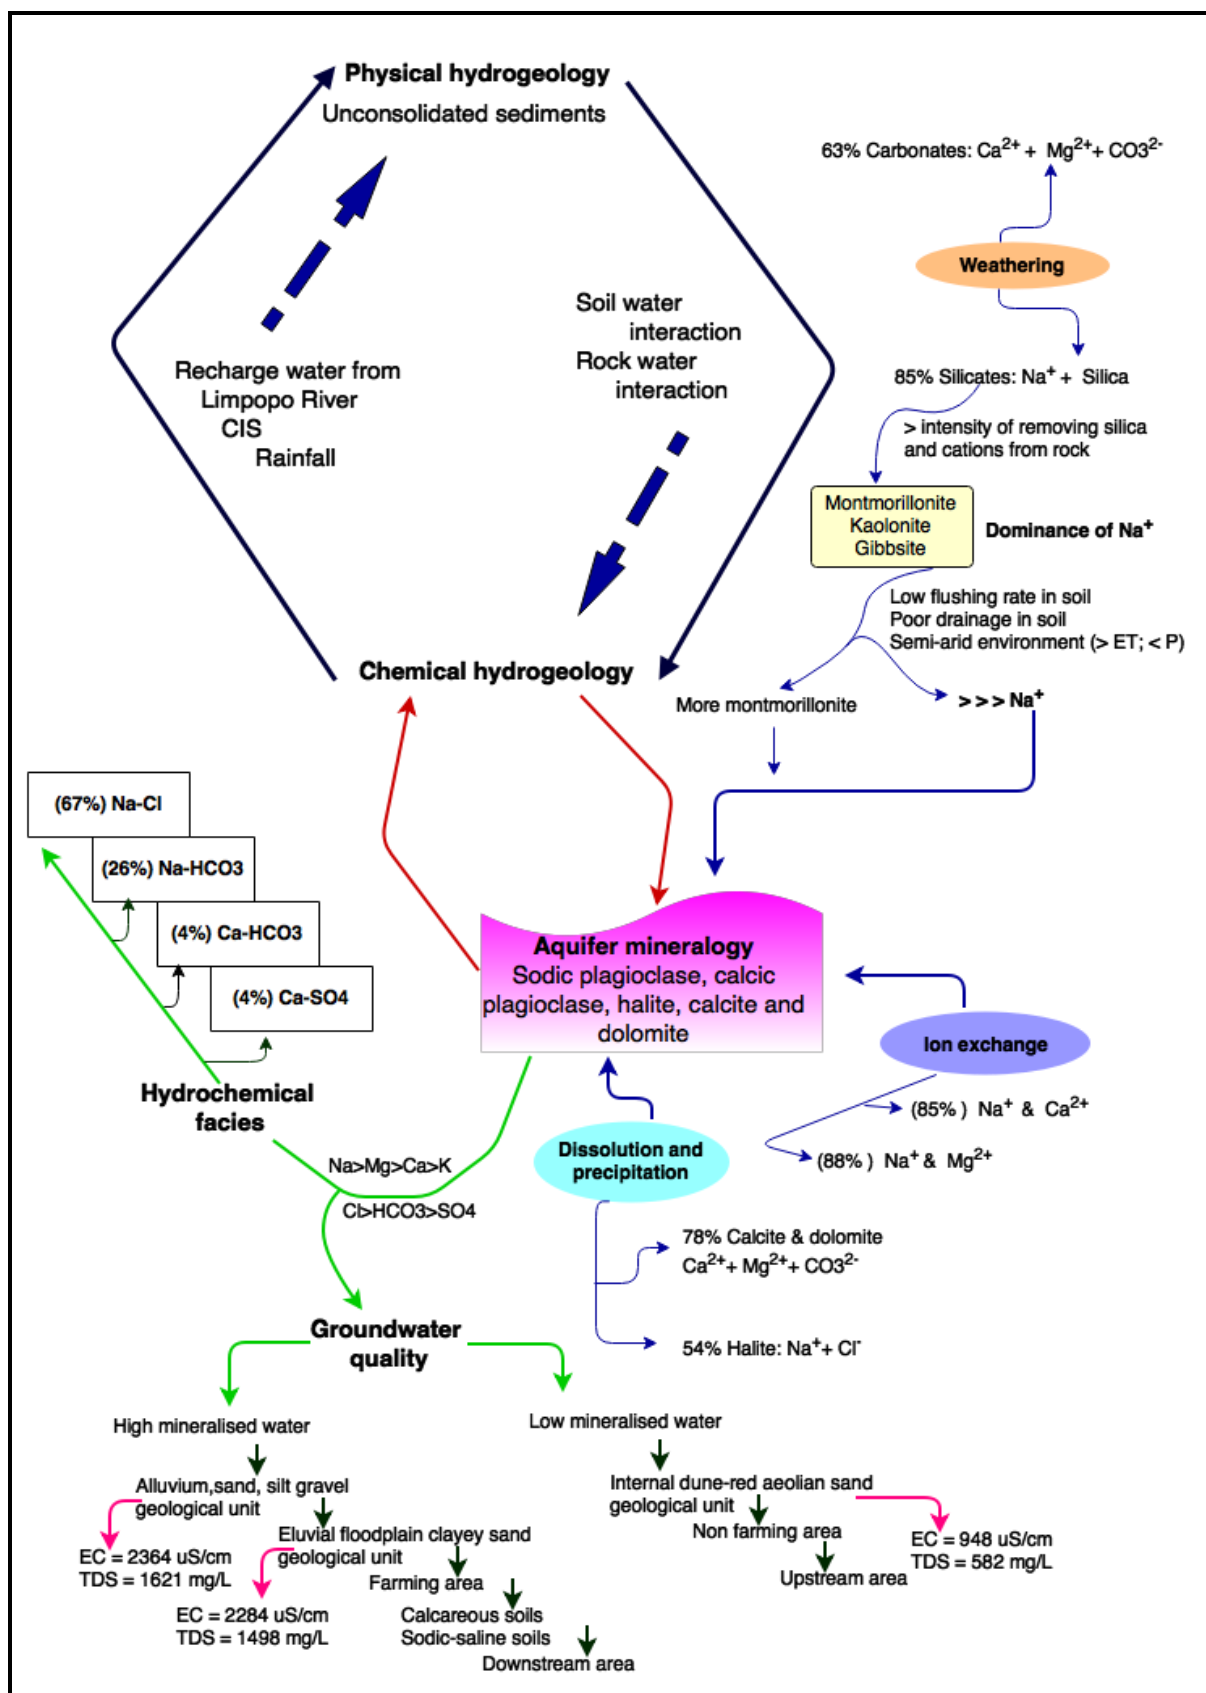 Physical hydrogeology
Unconsolidated sediments
Recharge water from
Limpopo River
CIS
Rainfall
Soil water
interaction
Rock water
interaction
Chemical hydrogeology
63% Carbonates: Ca2+ + Mg2+ + CO3 2-
Weathering
85% Silicates: Na+ + Silica
> intensity of removing silica
and cations from rock
Montmorillonite
Kaolonite
Gibbsite
Dominance of Na+
Low flushing rate in soil
Poor drainage in soil
Semi-arid environment (> ET; < P)
More montmorillonite
> > > Na+
(67%) Na-Cl
(26%) Na-HCO3
(4%) Ca-HCO3
(4%) Ca-SO4
Hydrochemical
facies
Aquifer mineralogy
Sodic plagioclase, calcic
plagioclase, halite, calcite and
dolomite
Ion exchange
(85% ) Na+ & Ca2+
(88% ) Na+ & Mg2+
Dissolution and
precipitation
78% Calcite & dolomite
Ca2+ + Mg2+ + CO3 2-
54% Halite: Na+ + Cl-
Na>Mg>Ca>K
Cl>HCO3>SO4
Groundwater
quality
High mineralised water
Alluvium,sand, silt gravel
geological unit
EC = 2364 uS/cm
TDS = 1621 mg/L
Eluvial floodplain clayey sand
geological unit
EC = 2284 uS/cm
TDS = 1498 mg/L
Farming area
Calcareous soils
Sodic-saline soils
Downstream area
Low mineralised water
Internal dune-red aeolian sand
geological unit
Non farming area
Upstream area
EC = 948 uS/cm
TDS = 582 mg/L